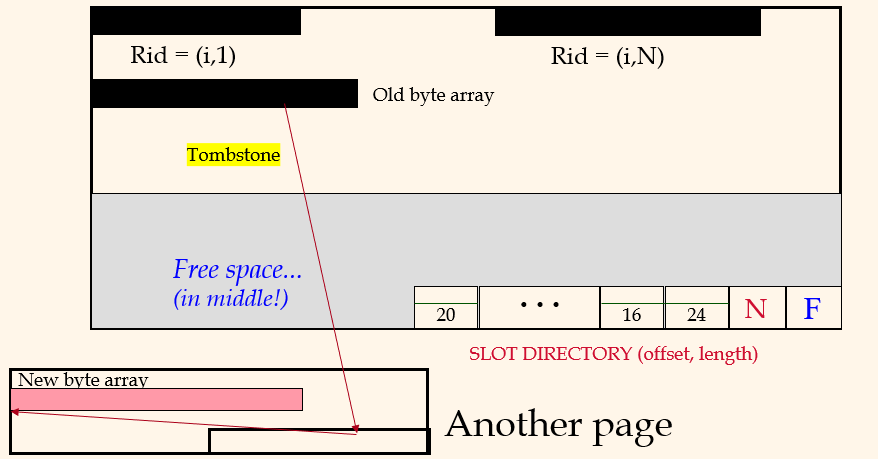 Rid = (i,1)
Rid = (i,N)
Old byte array
Tombstone
Free space...
(in middle!)
20
...
16
24
N
F
SLOT DIRECTORY (offset, length)
New byte array
Another page